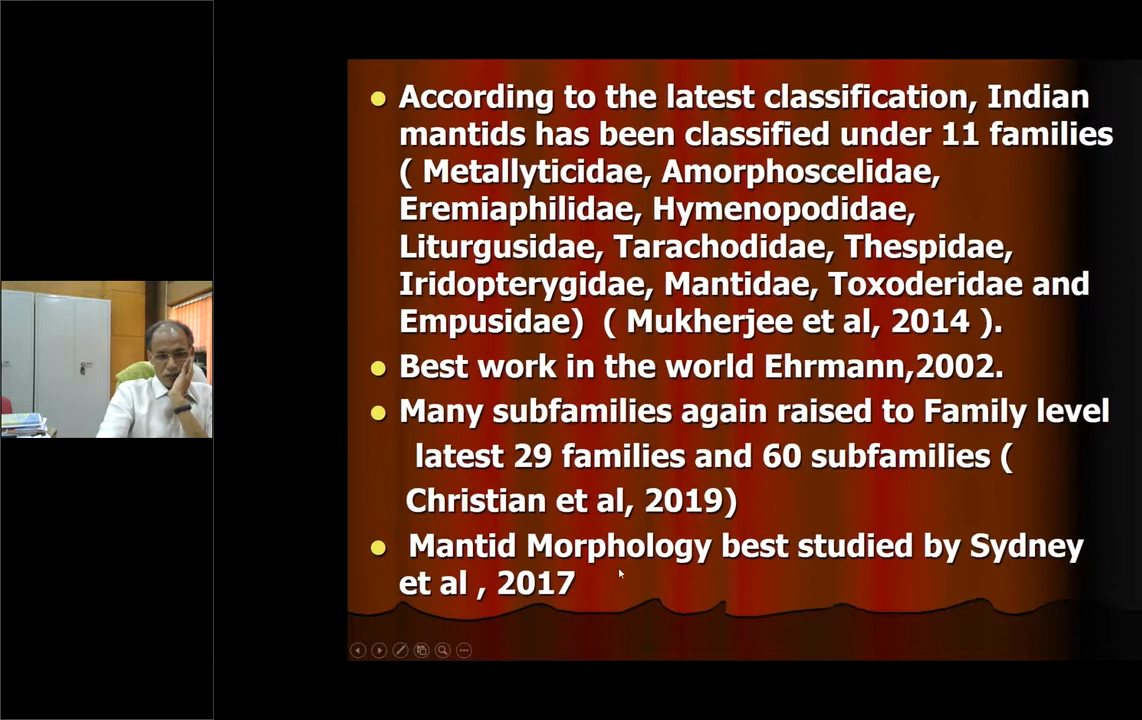 According to the latest classification, Indian
mantids has been classified under 11 families
( Metallyticidae, Amorphoscelidae,
Eremiaphilidae, Hymenopodidae,
Liturgusidae, Tarachodidae, Thespidae,
Iridopterygidae, Mantidae, Toxoderidae and
Empusidae) ( Mukherjee et al, 2014 ).
Best work in the world Ehrmann,2002.
Many subfamilies again raised to Family level
latest 29 families and 60 subfamilies (
Christian et al, 2019)
Mantid Morphology best studied by Sydney
et al , 2017